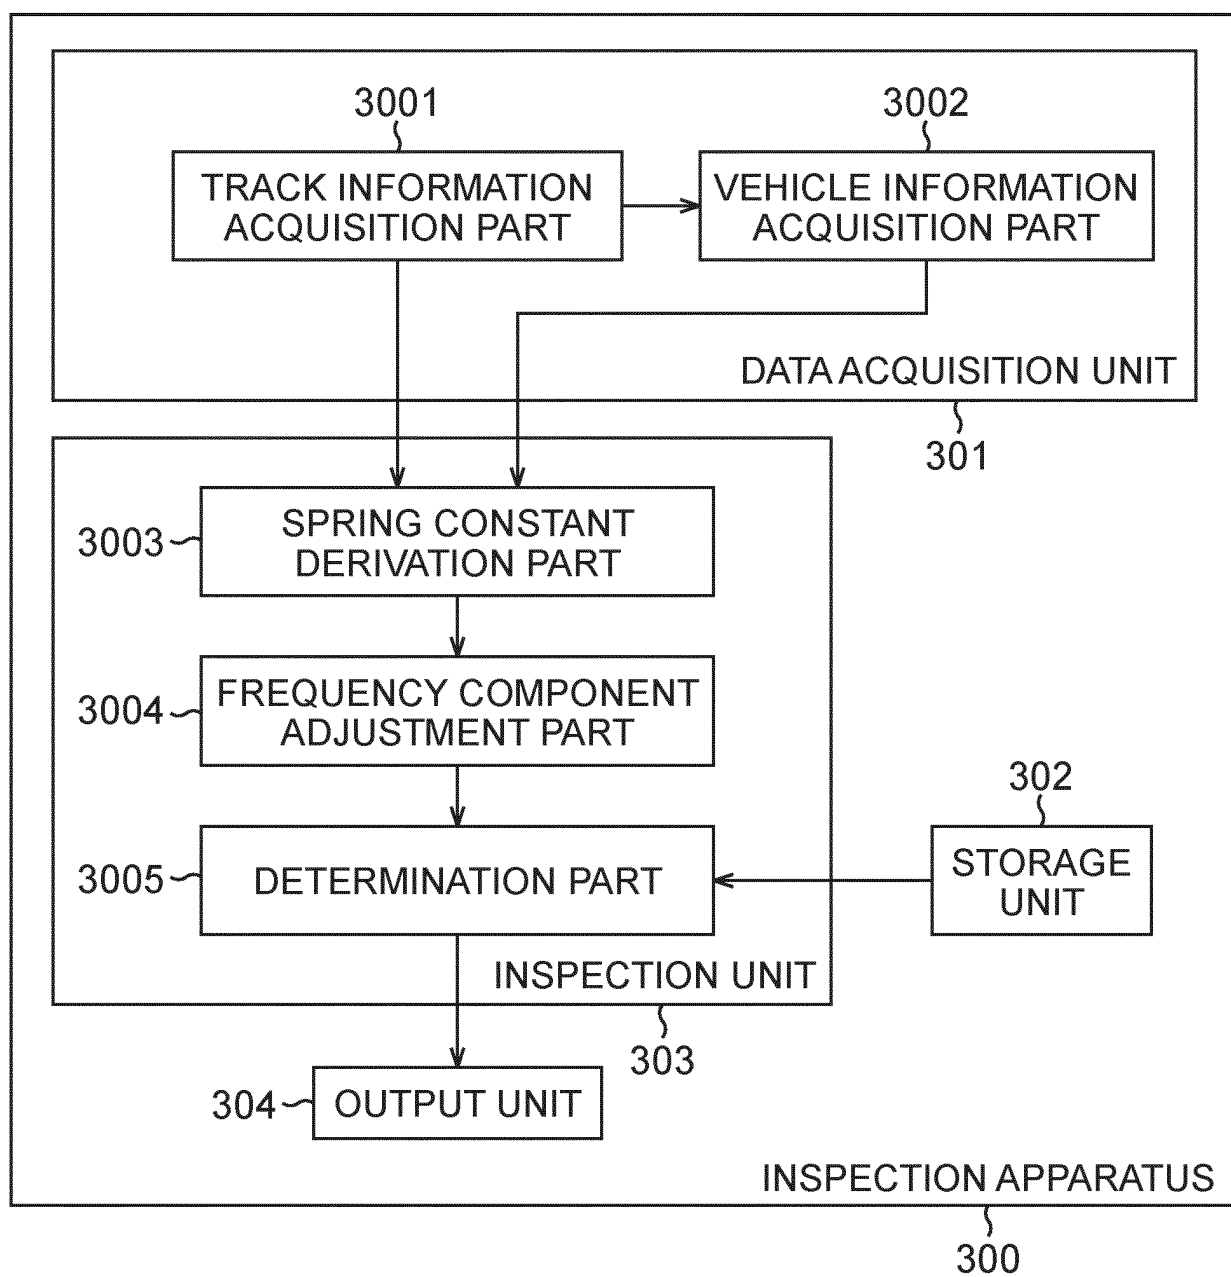 3001
3002
TRACK INFORMATION
ACQUISITION PART
VEHICLE INFORMATION
ACQUISITION PART
DATA ACQUISITION UNIT
301
3003
SPRING CONSTANT
DERIVATION PART
3004
FREQUENCY COMPONENT
ADJUSTMENT PART
302
3005
DETERMINATION PART
STORAGE
UNIT
INSPECTION UNIT
303
304
OUTPUT UNIT
INSPECTION APPARATUS
300